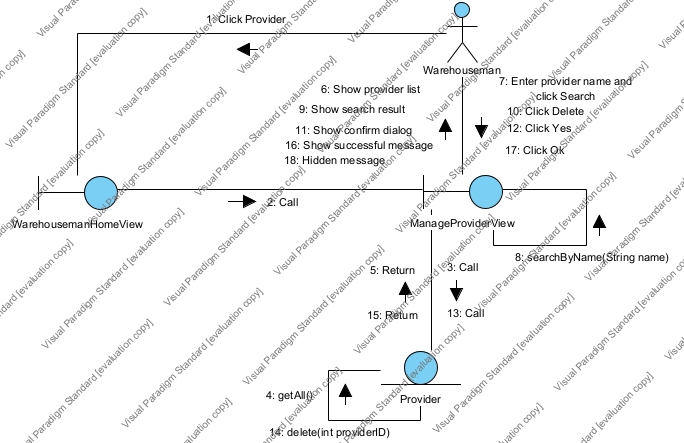 1: Click Provider
Warehouseman
6: Show provider list
7: Enter provider name and
click Search
9: Show search result
10: Click Delete
11: Show confirm dialog
12: Click Yes
16: Show successful message
17: Click Ok
18: Hidden message
2: Call
WarehousemanHomeView
ManageProviderView
8: searchByName(String name)
5: Return
3: Call
15: Return
13: Call
4: getAll()
Provider
14: delete(int providerID)
Visual Paradigm Standard [evaluation copy]